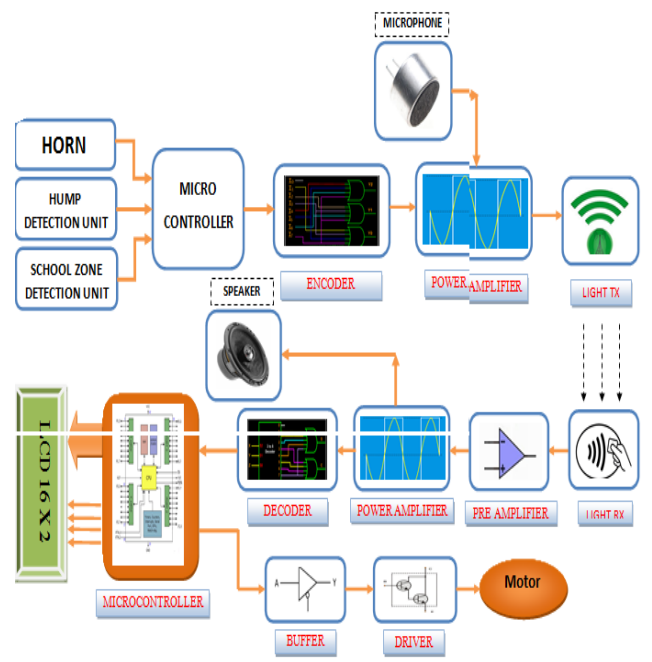 MICROPHONE
HORN
HUMP
DETECTION UNIT
SCHOOL ZONE
DETECTION UNIT
MICRO
CONTROLLER
ENCODER
POWER AMPLIFIER
LIGHT TX
SPEAKER
LCD 16 X 2
MICROCONTROLLER
CPU
DECODER
POWER AMPLIFIER
PRE AMPLIFIER
LIGHT RX
A
Y
BUFFER
DRIVER
Motor